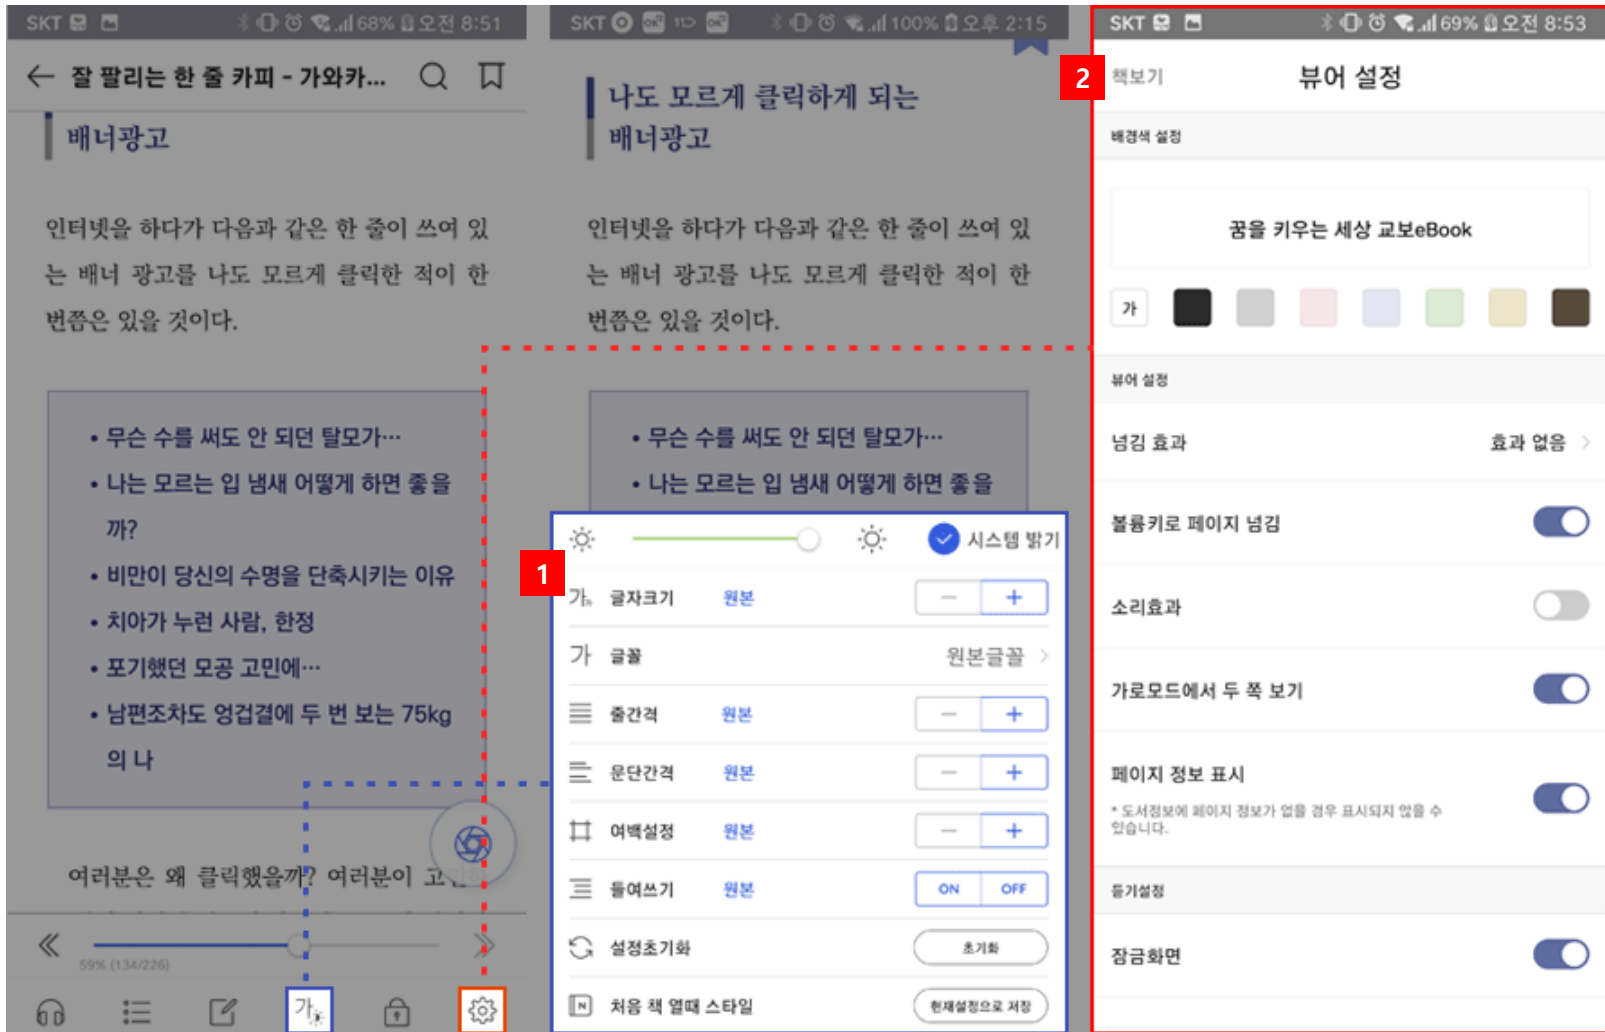 SKT 68% 오전 8:51
잘 팔리는 한 줄 카피 - 가와카...
배너광고
인터넷을 하다가 다음과 같은 한 줄이 쓰여 있
는 배너 광고를 나도 모르게 클릭한 적이 한
번쯤은 있을 것이다.
• 무슨 수를 써도 안 되던 탈모가…
• 나는 모르는 입 냄새 어떻게 하면 좋을
까?
• 비만이 당신의 수명을 단축시키는 이유
• 치아가 누런 사람, 한정
• 포기했던 모공 고민에…
• 남편조차도 엉겁결에 두 번 보는 75kg
의 나
여러분은 왜 클릭했을까? 여러분이 고민하
59% (134/226)
가
SKT 100% 오후 2:15
나도 모르게 클릭하게 되는
배너광고
인터넷을 하다가 다음과 같은 한 줄이 쓰여 있
는 배너 광고를 나도 모르게 클릭한 적이 한
번쯤은 있을 것이다.
• 무슨 수를 써도 안 되던 탈모가…
• 나는 모르는 입 냄새 어떻게 하면 좋을
시스템 밝기
1
가 글자크기 원본 − +
가 글꼴 원본글꼴 >
줄간격 원본 − +
문단간격 원본 − +
여백설정 원본 − +
들여쓰기 원본 ON OFF
설정초기화 초기화
N 처음 책 열때 스타일 현재설정으로 저장
SKT 69% 오전 8:53
2 책보기 뷰어 설정
배경색 설정
꿈을 키우는 세상 교보eBook
가
뷰어 설정
넘김 효과 효과 없음 >
볼륨키로 페이지 넘김
소리효과
가로모드에서 두 쪽 보기
페이지 정보 표시
* 도서정보에 페이지 정보가 없을 경우 표시되지 않을 수
있습니다.
듣기설정
잠금화면